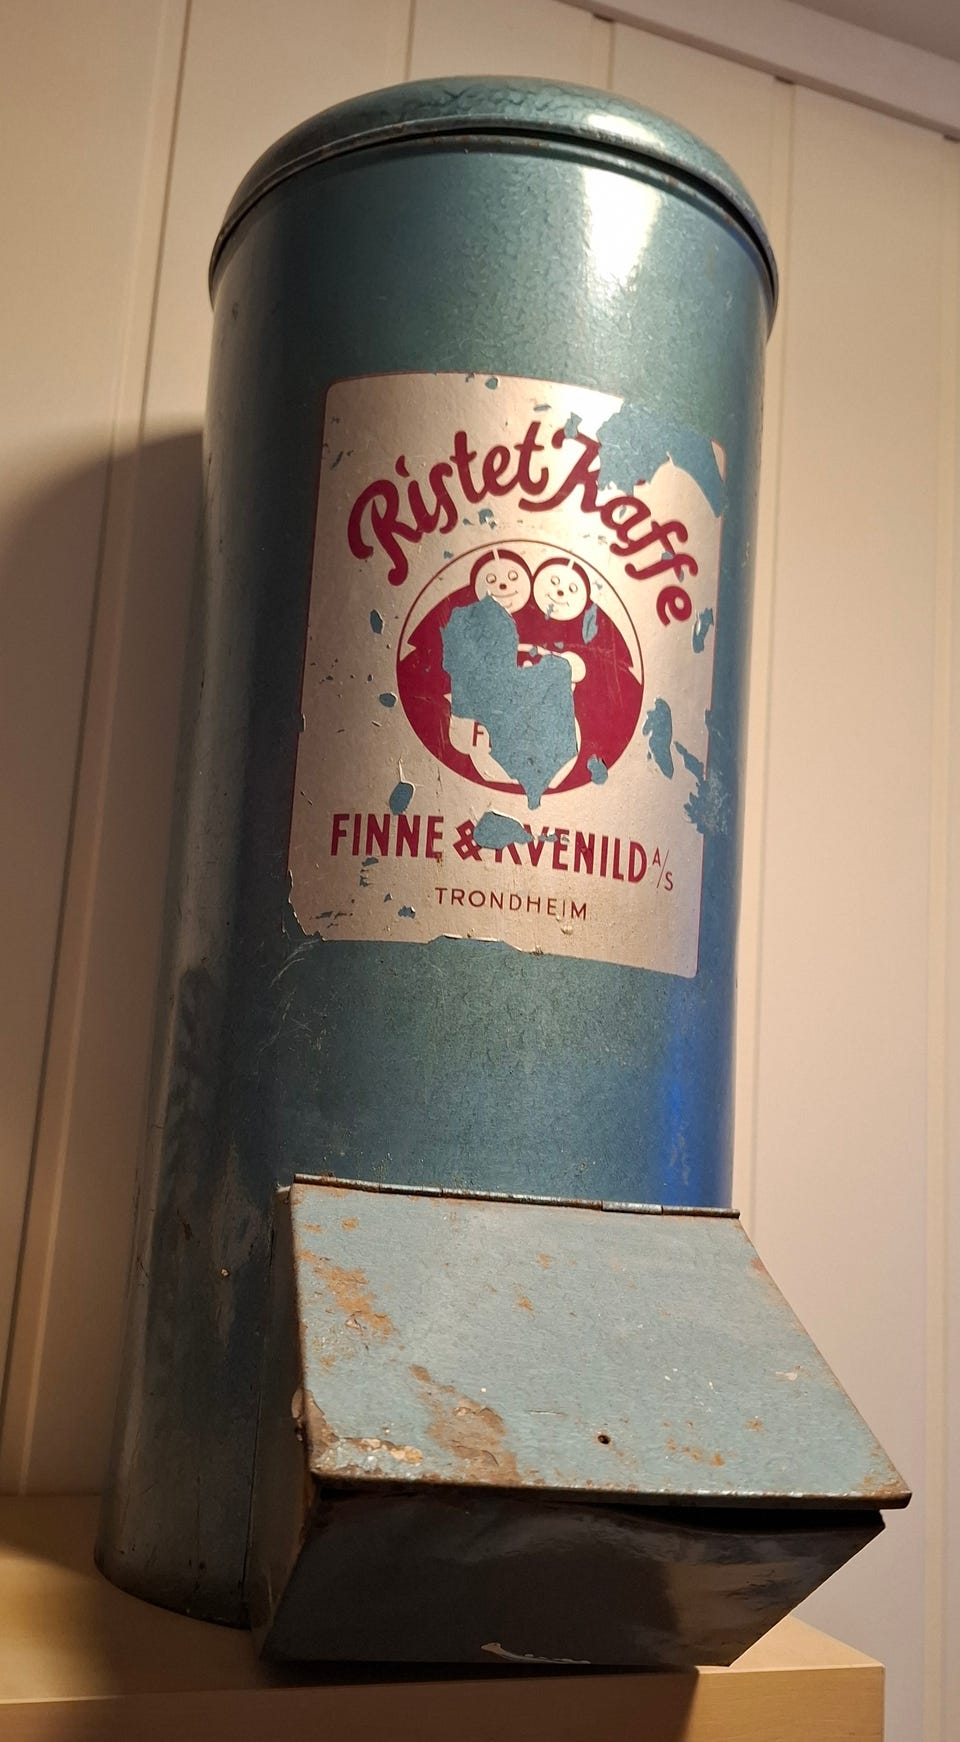 Ristet Kaffe
F
FINNE & KVENILD A/S
TRONDHEIM